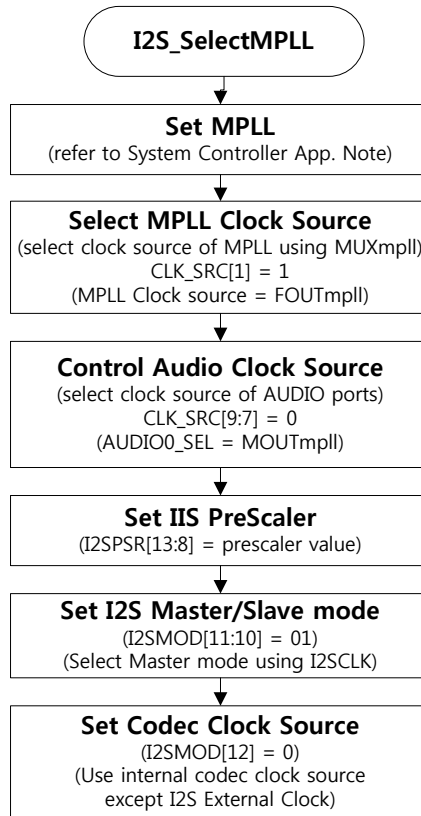 I2S_SelectMPLL
Set MPLL
(refer to System Controller App. Note)
Select MPLL Clock Source
(select clock source of MPLL using MUXmpll)
CLK_SRC[1] = 1
(MPLL Clock source = FOUTmpll)
Control Audio Clock Source
(select clock source of AUDIO ports)
CLK_SRC[9:7] = 0
(AUDIO0_SEL = MOUTmpll)
Set IIS PreScaler
(I2SPSR[13:8] = prescaler value)
Set I2S Master/Slave mode
(I2SMOD[11:10] = 01)
(Select Master mode using I2SCLK)
Set Codec Clock Source
(I2SMOD[12] = 0)
(Use internal codec clock source
except I2S External Clock)